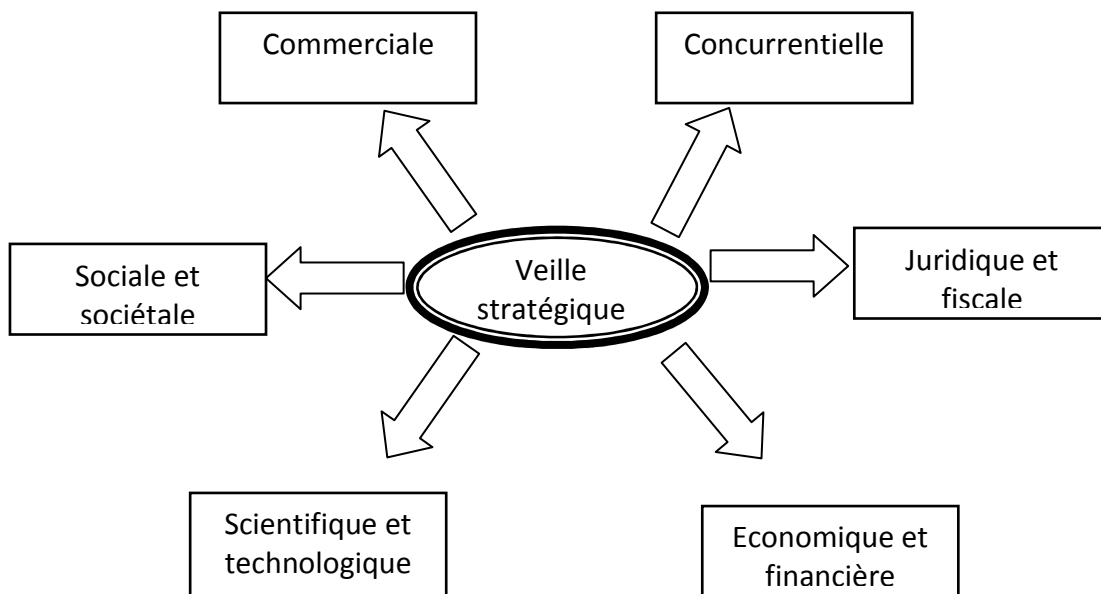 Commerciale
Concurrentielle
Sociale et
sociétale
Veille
stratégique
Juridique et
fiscale
Scientifique et
technologique
Economique et
financière